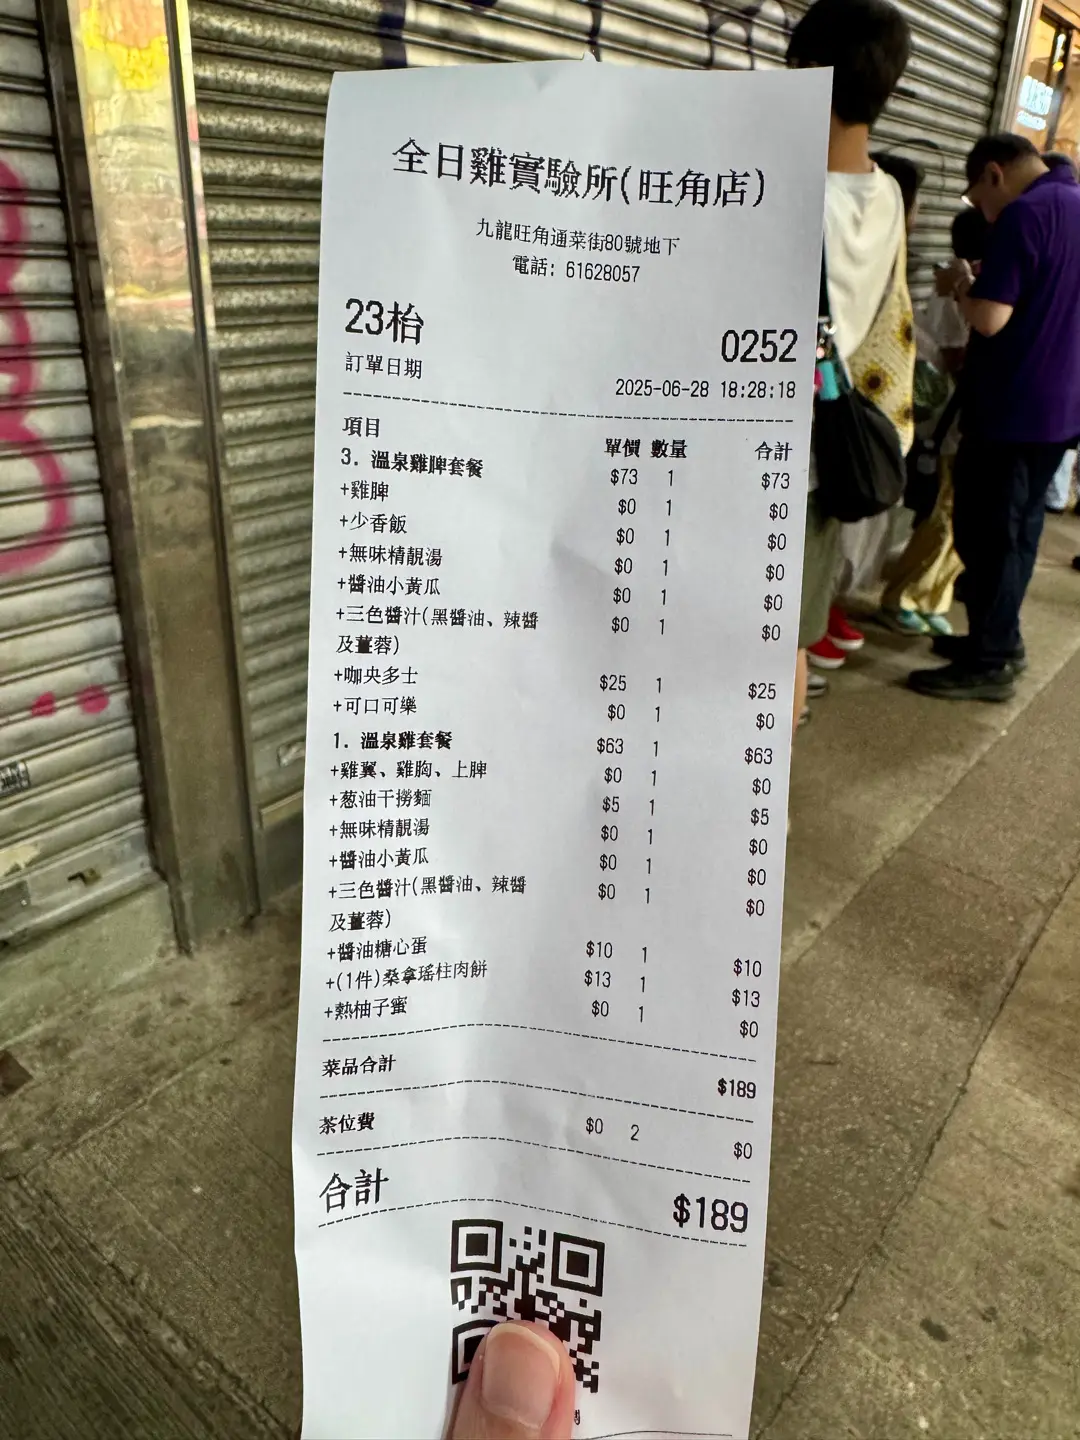 全日雞實驗所(旺角店)
九龍旺角通菜街80號地下
電話: 61628057
23枱 0252
訂單日期 2025-06-28 18:28:18
項目 單價 數量 合計
3. 溫泉雞脾套餐 $73 1 $73
+雞脾 $0 1 $0
+少香飯 $0 1 $0
+無味精靚湯 $0 1 $0
+醬油小黃瓜 $0 1 $0
+三色醬汁(黑醬油、辣醬 $0 1 $0
及薑蓉)
+咖央多士 $25 1 $25
+可口可樂 $0 1 $0
1. 溫泉雞套餐 $63 1 $63
+雞翼、雞胸、上脾 $0 1 $0
+葱油干撈麵 $5 1 $5
+無味精靚湯 $0 1 $0
+醬油小黃瓜 $0 1 $0
+三色醬汁(黑醬油、辣醬 $0 1 $0
及薑蓉)
+醬油糖心蛋 $10 1 $10
+(1件)桑拿瑤柱肉餅 $13 1 $13
+熱柚子蜜 $0 1 $0
菜品合計 $189
茶位費 $0 2 $0
合計 $189